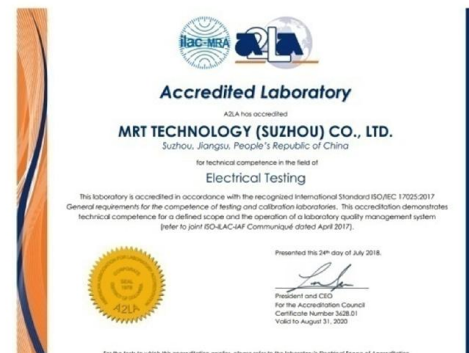 ilac-MRA A2LA
Accredited Laboratory
A2LA has accredited
MRT TECHNOLOGY (SUZHOU) CO., LTD.
Suzhou, Jiangsu, People's Republic of China
for technical competence in the field of
Electrical Testing
This laboratory is accredited in accordance with the recognized International Standard ISO/IEC 17025:2017
General requirements for the competence of testing and calibration laboratories. This accreditation demonstrates
technical competence for a defined scope and the operation of a laboratory quality management system
(refer to joint ISO-ILAC-IAF Communiqué dated April 2017).
Presented this 24th day of July 2018.
SEAL
1978
A2LA
President and CEO
For the Accreditation Council
Certificate Number 3628.01
Valid to August 31, 2020